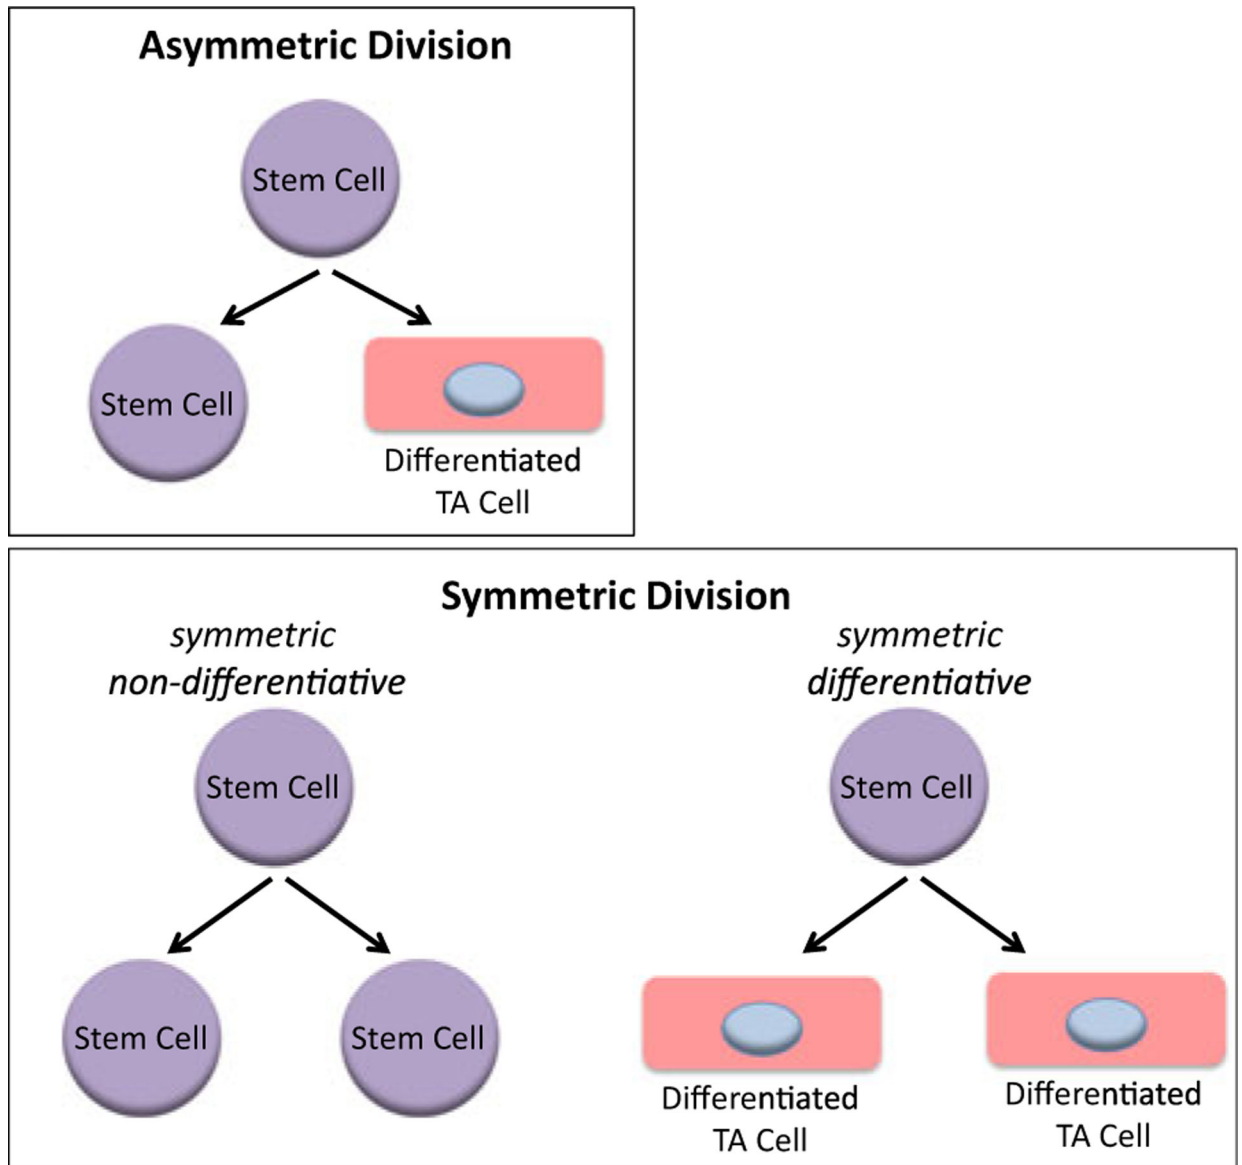 Asymmetric Division
Stem Cell
Stem Cell
Differentiated
TA Cell
Symmetric Division
symmetric
non-differentiative
symmetric
differentiative
Stem Cell
Stem Cell
Stem Cell
Stem Cell
Differentiated
TA Cell
Differentiated
TA Cell